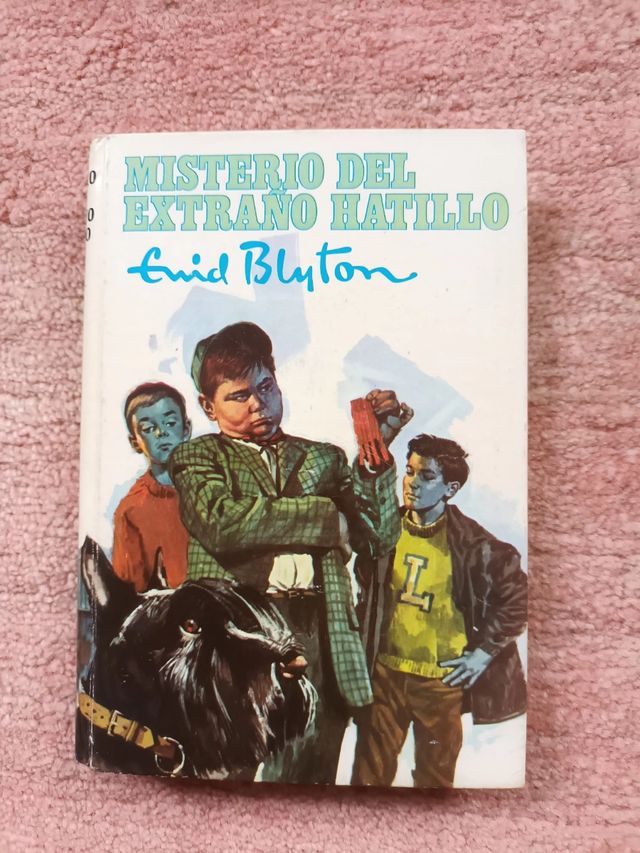 MISTERIO DEL
EXTRAÑO HATILLO
Enid Blyton
L